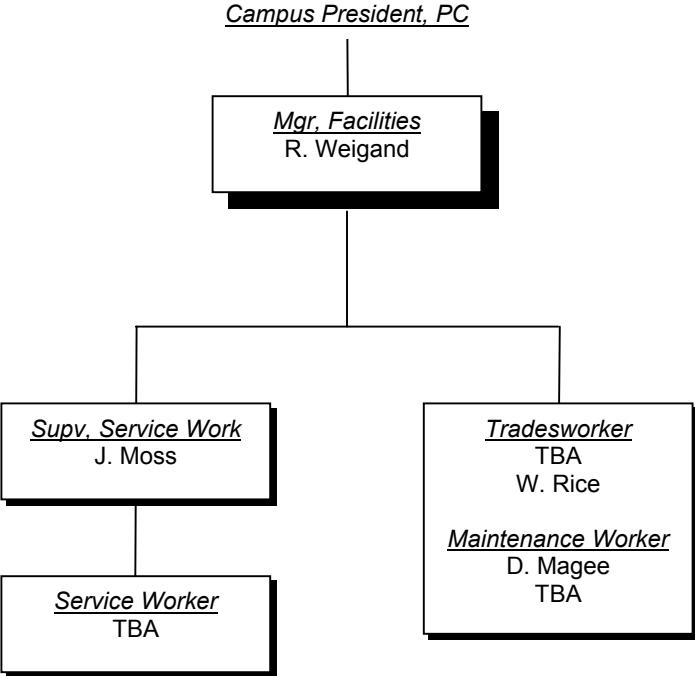 Campus President, PC
Mgr, Facilities
R. Weigand
Supv, Service Work
J. Moss
Service Worker
TBA
Tradesworker
TBA
W. Rice
Maintenance Worker
D. Magee
TBA